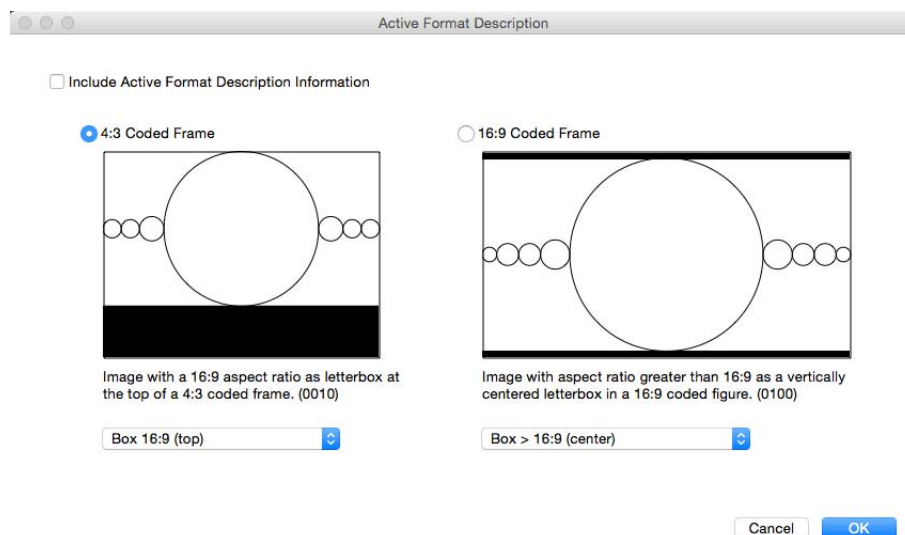 Active Format Description
Include Active Format Description Information
4:3 Coded Frame
16:9 Coded Frame
Image with a 16:9 aspect ratio as letterbox at
the top of a 4:3 coded frame. (0010)
Image with aspect ratio greater than 16:9 as a vertically
centered letterbox in a 16:9 coded figure. (0100)
Box 16:9 (top)
Box > 16:9 (center)
Cancel
OK